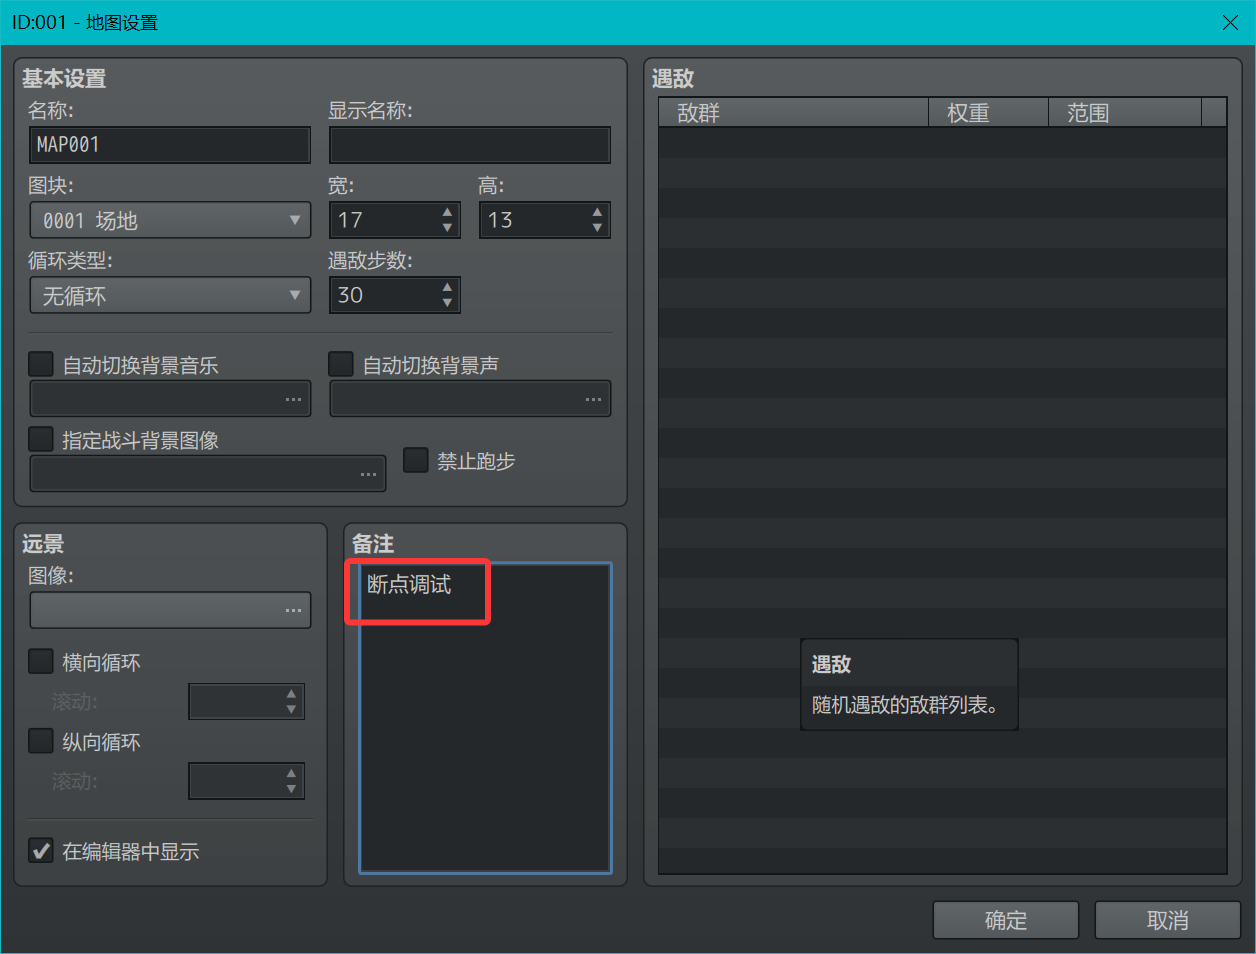 ID:001 - 地图设置
基本设置
名称:
显示名称:
MAP001
图块:
宽:
高:
0001 场地
17
13
循环类型:
遇敌步数:
无循环
30
自动切换背景音乐
自动切换背景声
...
...
指定战斗背景图像
...
禁止跑步
远景
图像:
...
横向循环
滚动:
纵向循环
滚动:
在编辑器中显示
备注
断点调试
遇敌
敌群
权重
范围
遇敌
随机遇敌的敌群列表。
确定
取消